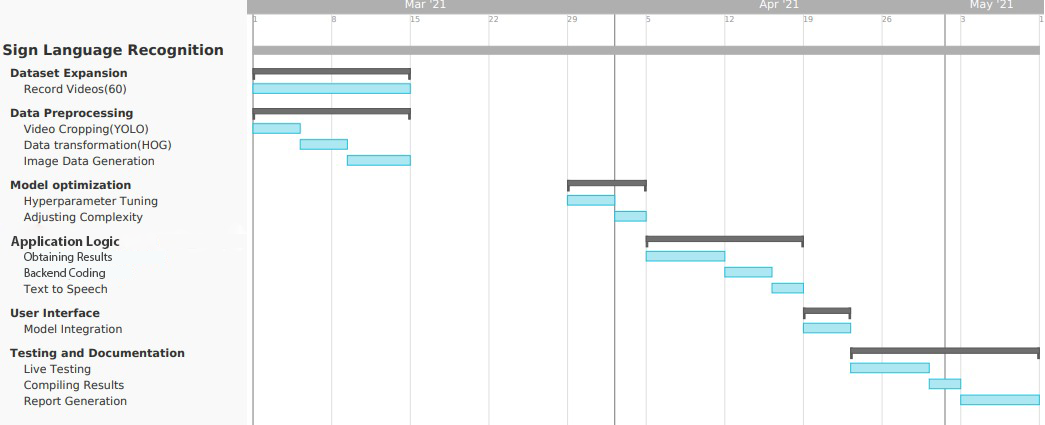 Mar '21 Apr '21 May '21
1 8 15 22 29 5 12 19 26 3 1
Sign Language Recognition
Dataset Expansion
Record Videos(60)
Data Preprocessing
Video Cropping(YOLO)
Data transformation(HOG)
Image Data Generation
Model optimization
Hyperparameter Tuning
Adjusting Complexity
Application Logic
Obtaining Results
Backend Coding
Text to Speech
User Interface
Model Integration
Testing and Documentation
Live Testing
Compiling Results
Report Generation